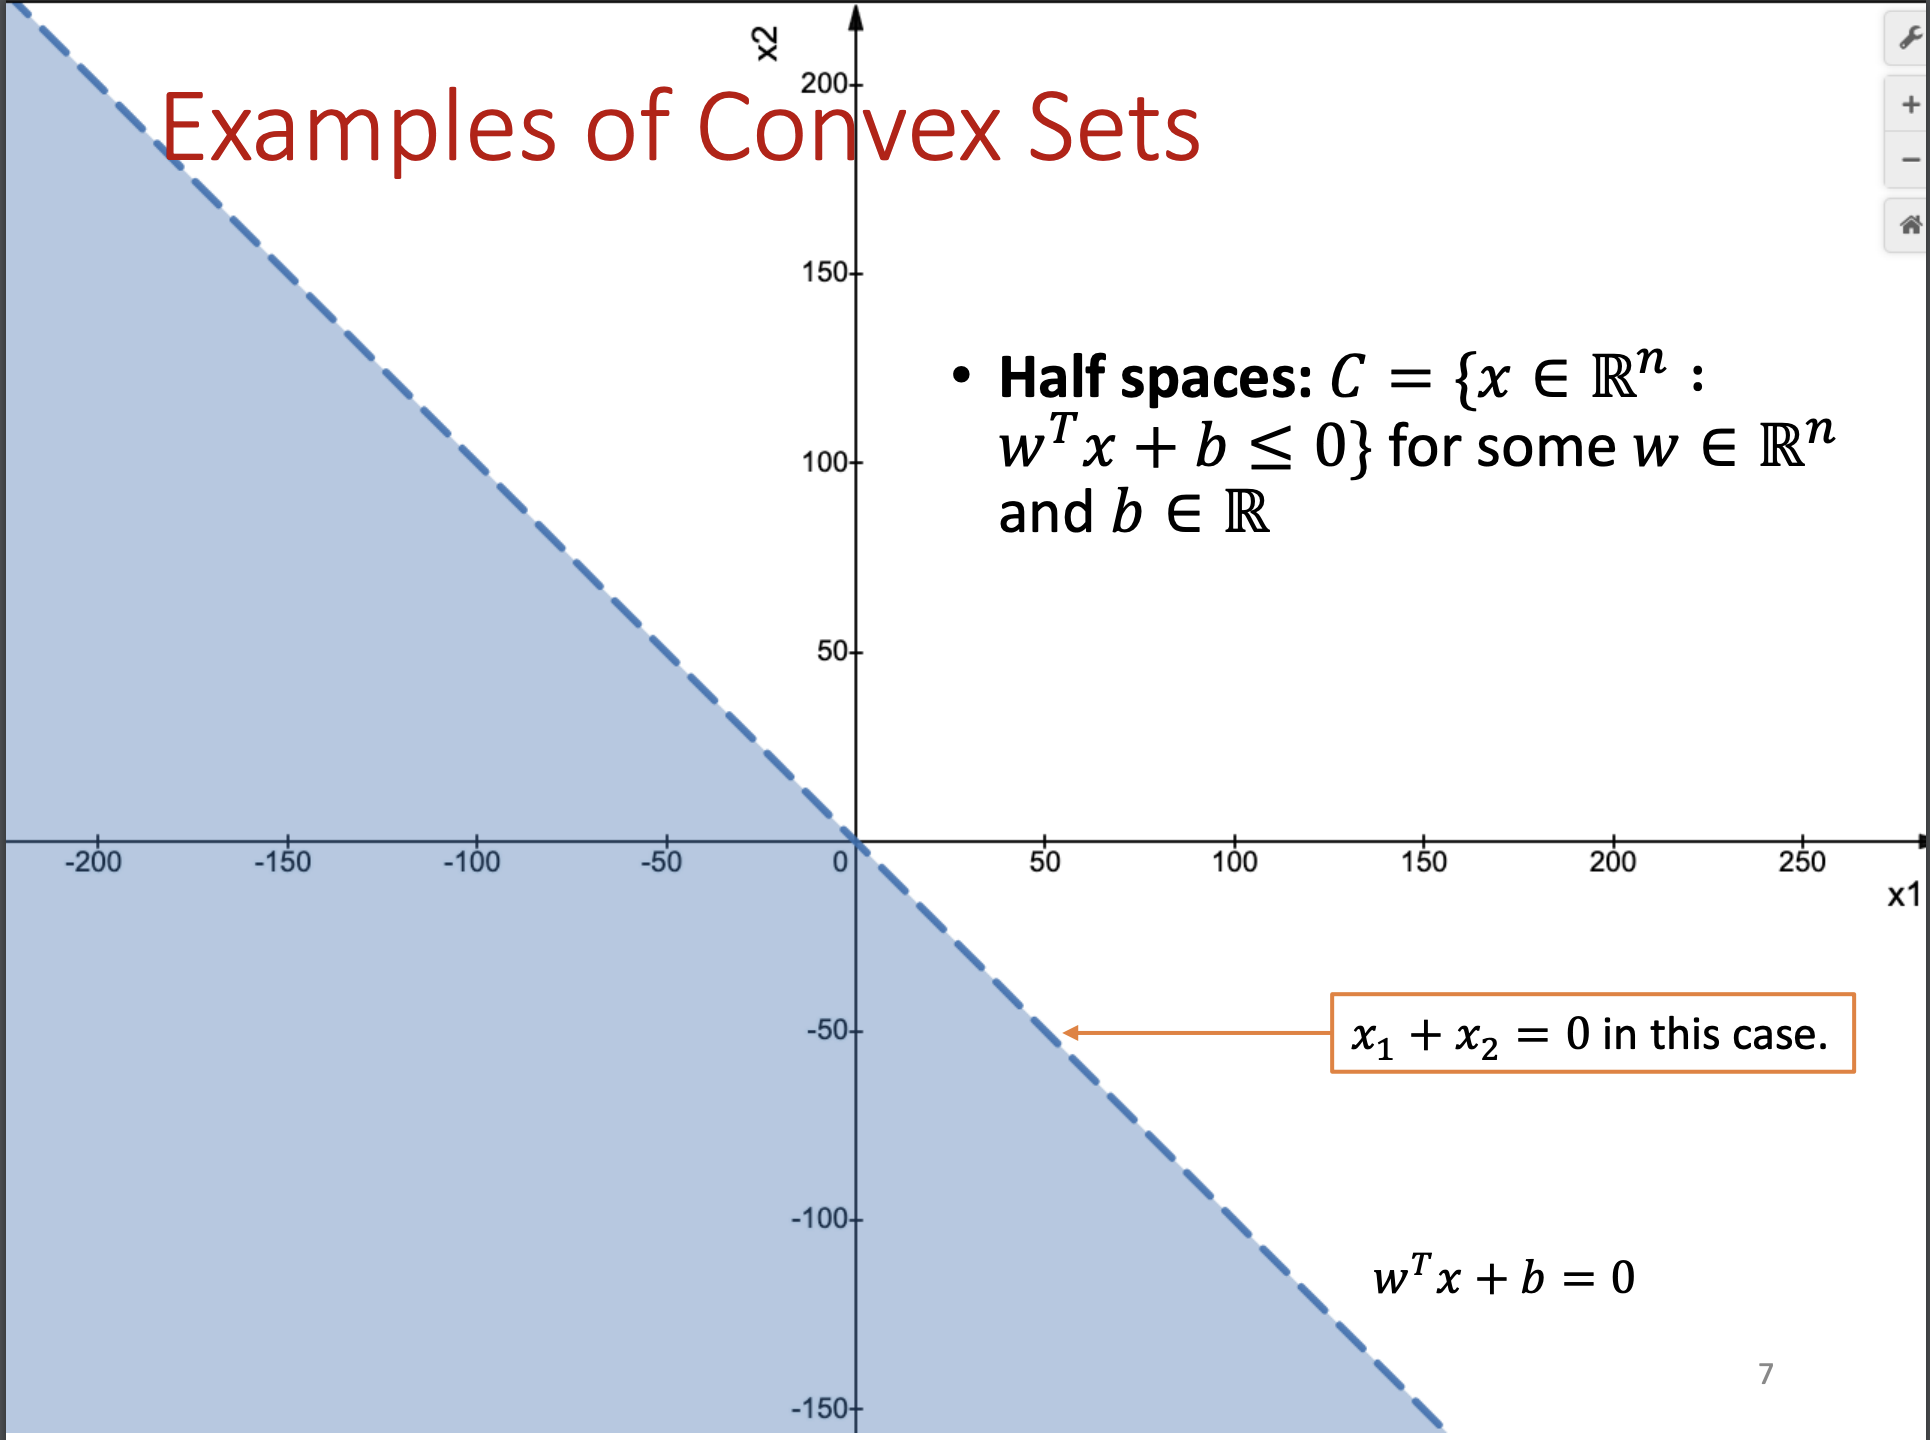 x2
Examples of Convex Sets
200
150
100
50
• Half spaces: C = {x ∈ ℝⁿ :
wᵀx + b ≤ 0} for some w ∈ ℝⁿ
and b ∈ ℝ
-200 -150 -100 -50 0 50 100 150 200 250
x1
-50
x₁ + x₂ = 0 in this case.
-100
wᵀx + b = 0
7
-150